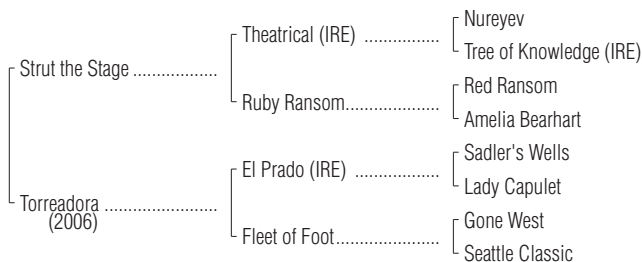 Nureyev
Theatrical (IRE) ..................
Tree of Knowledge (IRE)
Strut the Stage ....................
Red Ransom
Ruby Ransom......................
Amelia Bearhart
Sadler's Wells
El Prado (IRE) ....................
Lady Capulet
Torreadora ..........................
(2006)
Gone West
Fleet of Foot........................
Seattle Classic